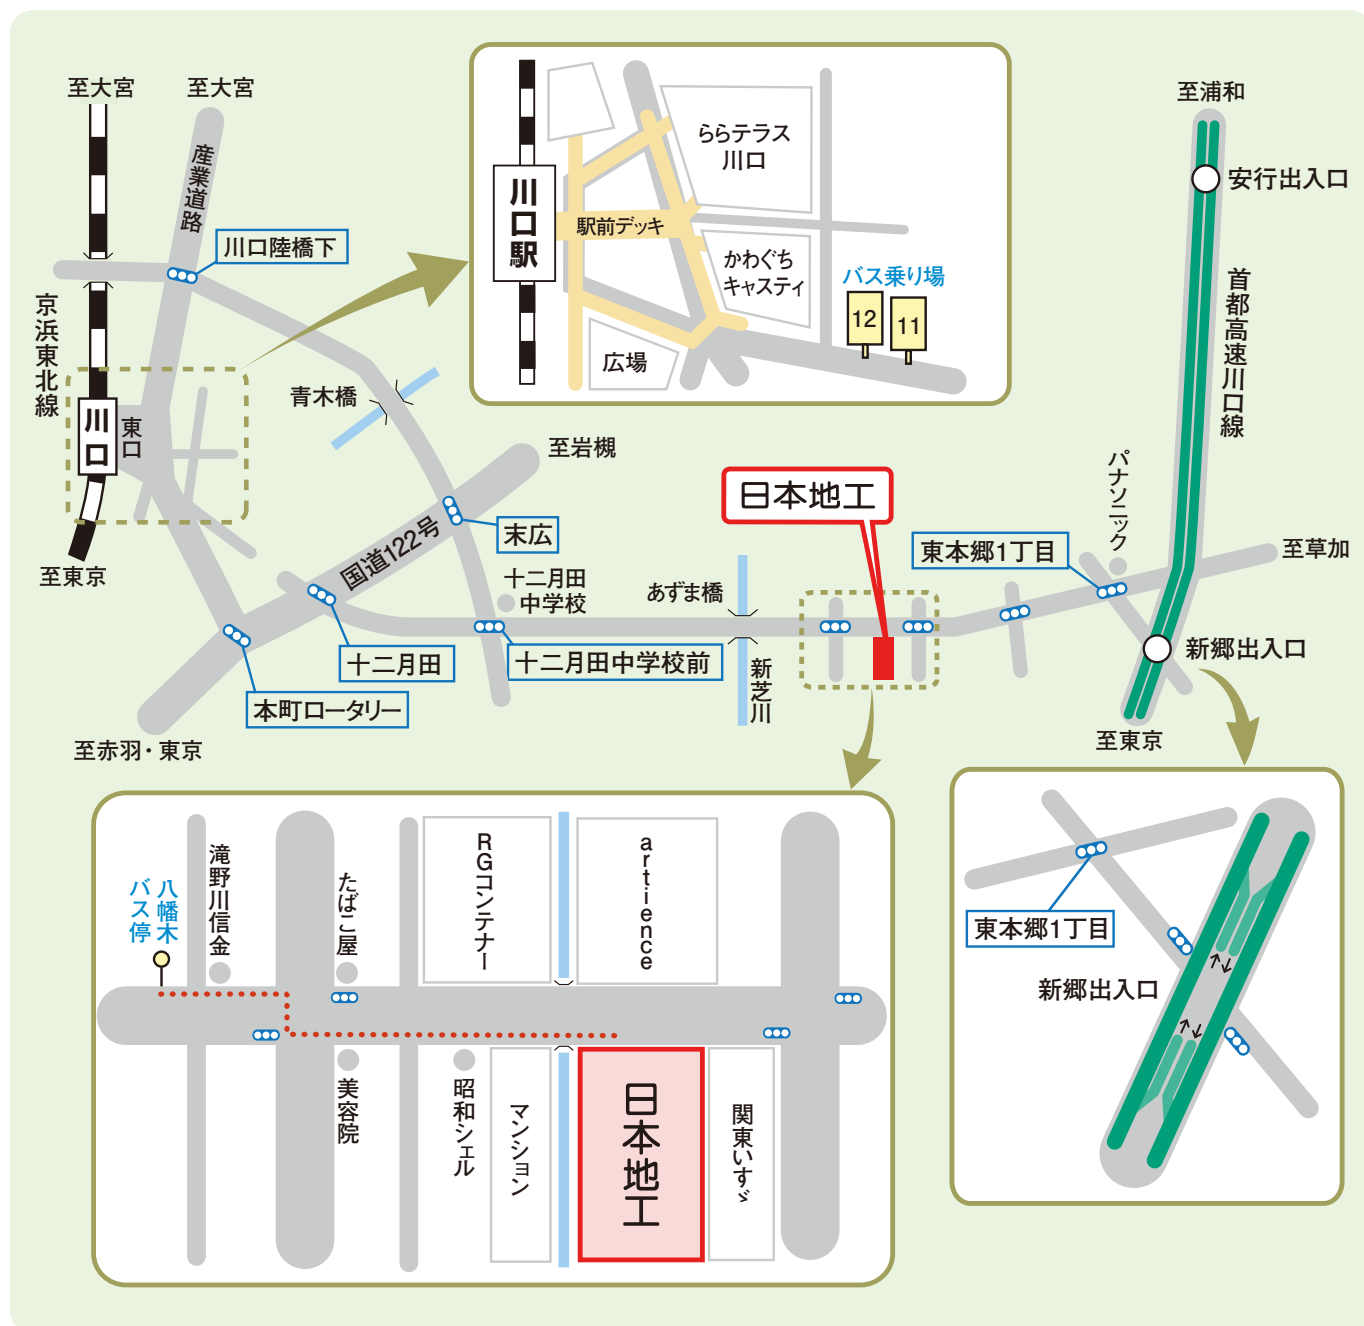 至大宮
至大宮
産業道路
川口陸橋下
京浜東北線
川口
東口
至東京
青木橋
至岩槻
国道122号
末広
十二月田
中学校
十二月田
十二月田中学校前
本町ロータリー
至赤羽・東京
川口駅
駅前デッキ
ららテラス
川口
かわぐち
キャスティ
広場
バス乗り場
12
11
至浦和
安行出入口
首都高速川口線
パナソニック
至草加
東本郷1丁目
新郷出入口
至東京
日本地工
あずま橋
新芝川
八幡木
バス停
滝野川信金
たばこ屋
RGコンテナー
artience
美容院
昭和シェル
マンション
日本地工
関東いすゞ
東本郷1丁目
新郷出入口